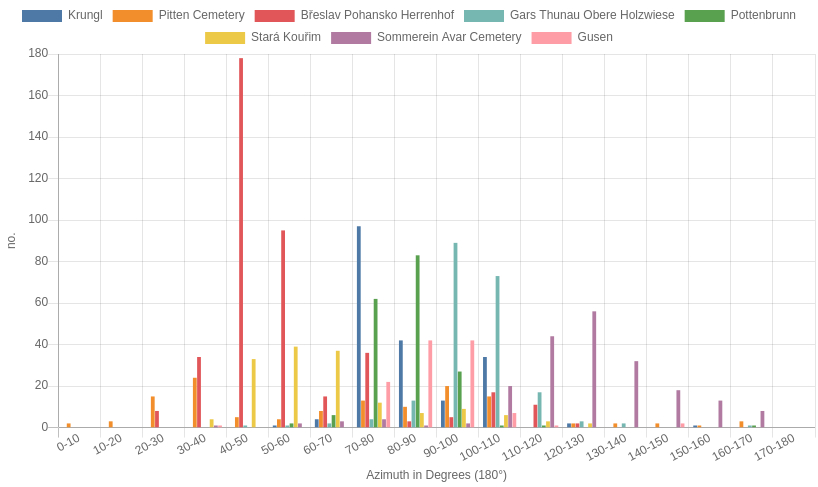 Krungl Pitten Cemetery Břeslav Pohansko Herrenhof Gars Thunau Obere Holzwiese Pottenbrunn
Stará Kouřim Sommerein Avar Cemetery Gusen
180
160
140
120
100
80
60
40
20
0
no.
0-10 10-20 20-30 30-40 40-50 50-60 60-70 70-80 80-90 90-100 100-110 110-120 120-130 130-140 140-150 150-160 160-170 170-180
Azimuth in Degrees (180°)